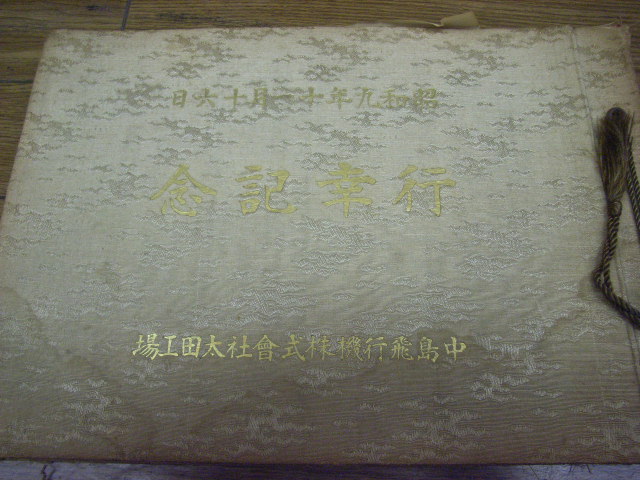 昭和九年十一月十六日
行幸記念
中島飛行機株式會社太田工場